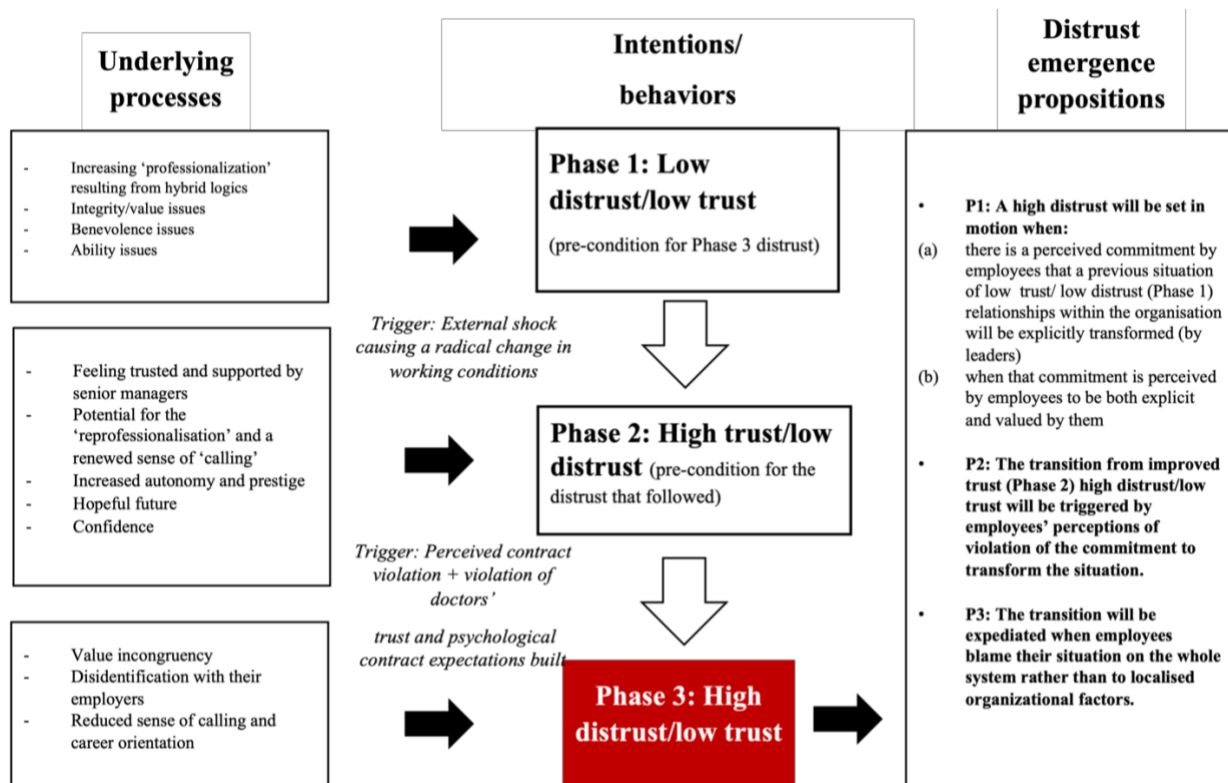 Underlying
processes
Intentions/
behaviors
Distrust
emergence
propositions
- Increasing ‘professionalization’
resulting from hybrid logics
- Integrity/value issues
- Benevolence issues
- Ability issues
Phase 1: Low
distrust/low trust
(pre-condition for Phase 3 distrust)
Trigger: External shock
causing a radical change in
working conditions
- Feeling trusted and supported by
senior managers
- Potential for the
‘reprofessionalisation’ and a
renewed sense of ‘calling’
- Increased autonomy and prestige
- Hopeful future
- Confidence
Phase 2: High trust/low
distrust (pre-condition for the
distrust that followed)
Trigger: Perceived contract
violation + violation of
doctors’
trust and psychological
contract expectations built
- Value incongruency
- Disidentification with their
employers
- Reduced sense of calling and
career orientation
Phase 3: High
distrust/low trust
• P1: A high distrust will be set in
motion when:
(a) there is a perceived commitment by
employees that a previous situation
of low trust/ low distrust (Phase 1)
relationships within the organisation
will be explicitly transformed (by
leaders)
(b) when that commitment is perceived
by employees to be both explicit
and valued by them
• P2: The transition from improved
trust (Phase 2) high distrust/low
trust will be triggered by
employees’ perceptions of
violation of the commitment to
transform the situation.
• P3: The transition will be
expediated when employees
blame their situation on the whole
system rather than to localised
organizational factors.